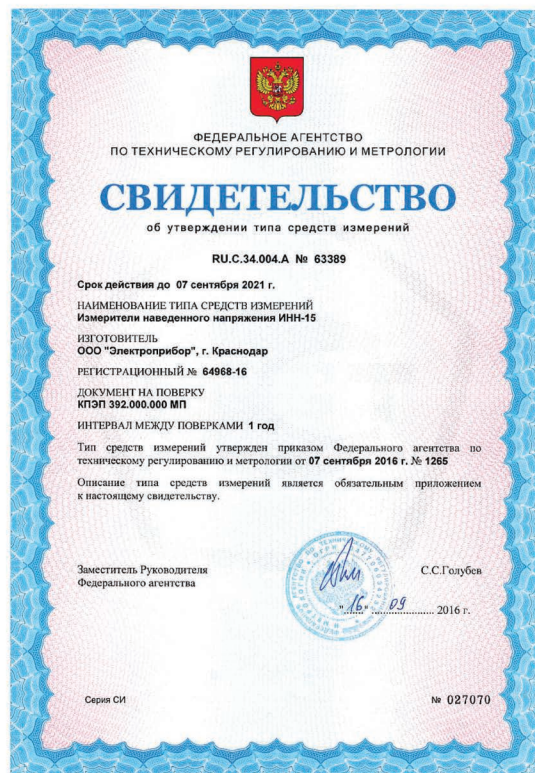 ФЕДЕРАЛЬНОЕ АГЕНТСТВО
ПО ТЕХНИЧЕСКОМУ РЕГУЛИРОВАНИЮ И МЕТРОЛОГИИ
СВИДЕТЕЛЬСТВО
об утверждении типа средств измерений
RU.C.34.004.A № 63389
Срок действия до 07 сентября 2021 г.
НАИМЕНОВАНИЕ ТИПА СРЕДСТВ ИЗМЕРЕНИЙ
Измерители наведенного напряжения ИНН-15
ИЗГОТОВИТЕЛЬ
ООО "Электроприбор", г. Краснодар
РЕГИСТРАЦИОННЫЙ № 64968-16
ДОКУМЕНТ НА ПОВЕРКУ
КПЭП 392.000.000 МП
ИНТЕРВАЛ МЕЖДУ ПОВЕРКАМИ 1 год
Тип средств измерений утвержден приказом Федерального агентства по
техническому регулированию и метрологии от 07 сентября 2016 г. № 1265
Описание типа средств измерений является обязательным приложением
к настоящему свидетельству.
Заместитель Руководителя
Федерального агентства
С.С.Голубев
"16" 09 2016 г.
Серия СИ
№ 027070